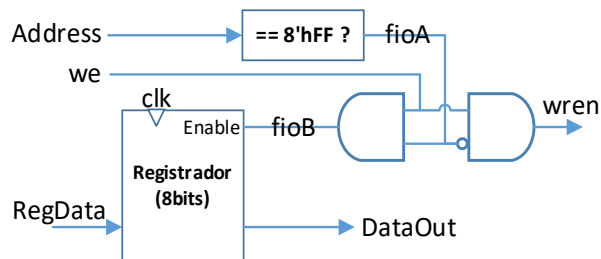 Address
== 8'hFF ?
fioA
we
clk
wren
Enable
fioB
Registrador
(8bits)
RegData
DataOut